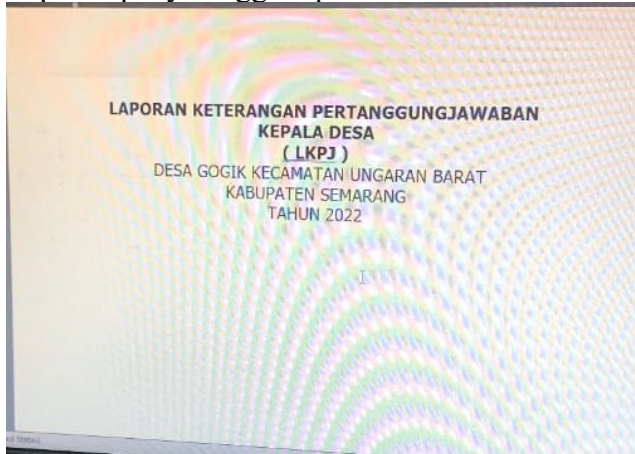 LAPORAN KETERANGAN PERTANGGUNGJAWABAN
KEPALA DESA
( LKPJ )
DESA GOGIK KECAMATAN UNGARAN BARAT
KABUPATEN SEMARANG
TAHUN 2022